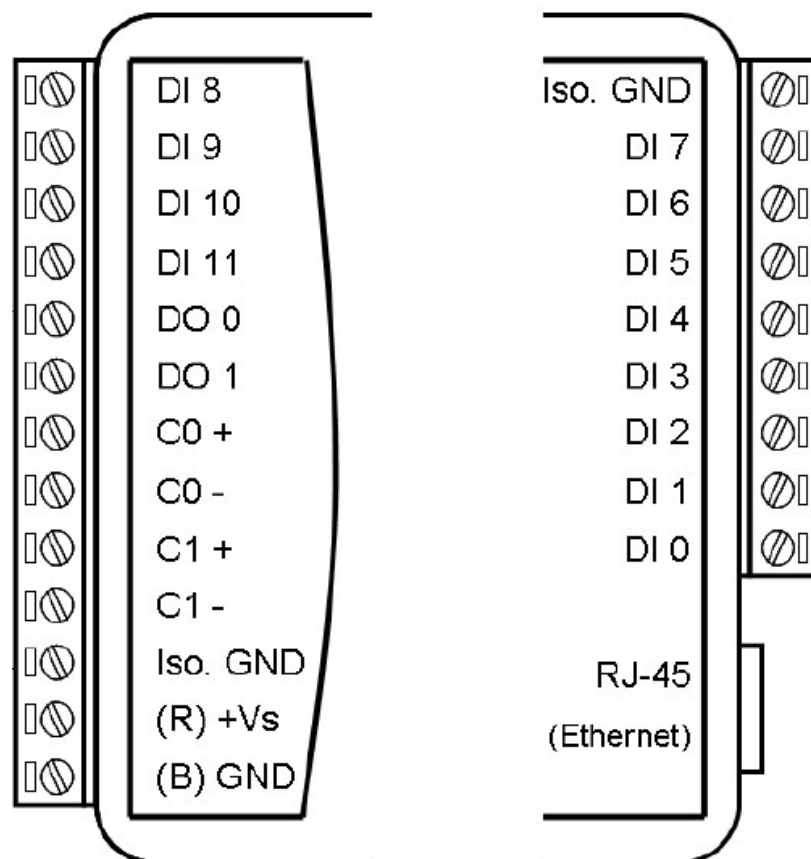 DI 8
DI 9
DI 10
DI 11
DO 0
DO 1
C0 +
C0 -
C1 +
C1 -
Iso. GND
(R) +Vs
(B) GND
Iso. GND
DI 7
DI 6
DI 5
DI 4
DI 3
DI 2
DI 1
DI 0
RJ-45
(Ethernet)